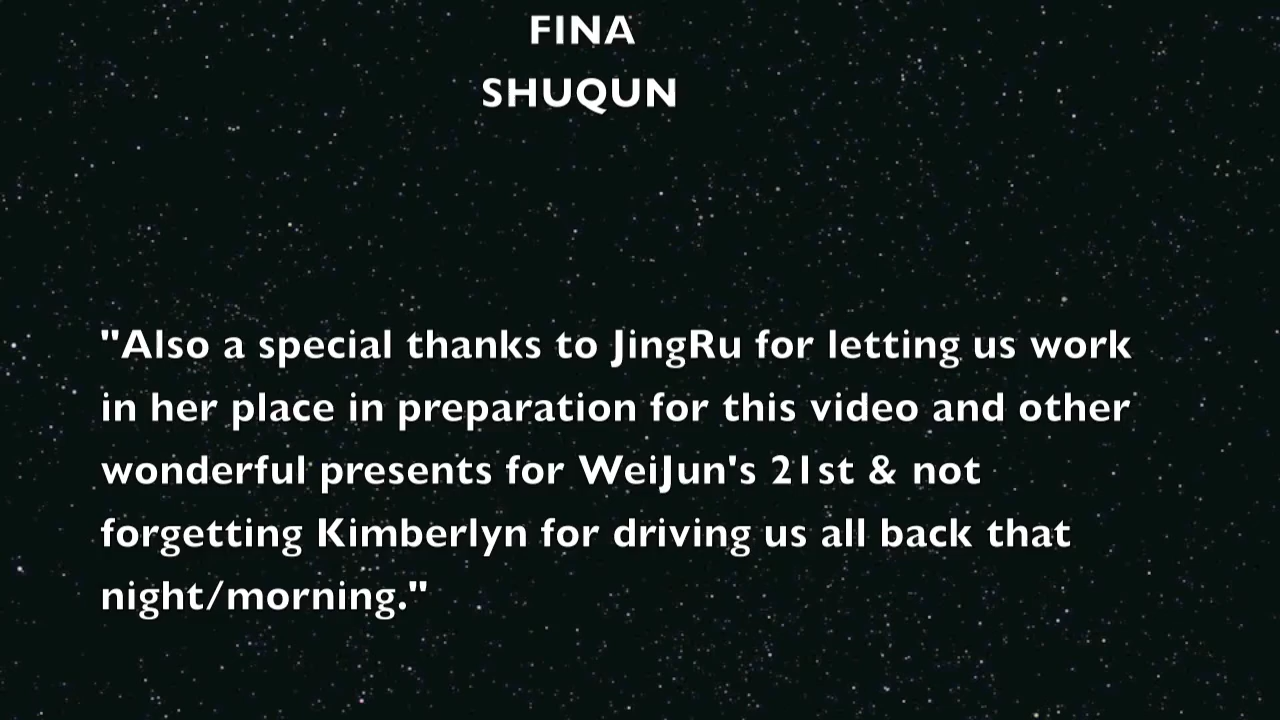 FINA
SHUQUN
"Also a special thanks to JingRu for letting us work
in her place in preparation for this video and other
wonderful presents for WeiJun's 21st & not
forgetting Kimberlyn for driving us all back that
night/morning."